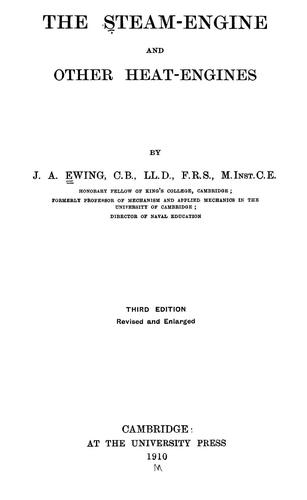 THE STEAM-ENGINE
AND
OTHER HEAT-ENGINES
BY
J. A. EWING, C.B., LL.D., F.R.S., M.INST.C.E.
HONORARY FELLOW OF KING'S COLLEGE, CAMBRIDGE;
FORMERLY PROFESSOR OF MECHANISM AND APPLIED MECHANICS IN THE
UNIVERSITY OF CAMBRIDGE;
DIRECTOR OF NAVAL EDUCATION
THIRD EDITION
Revised and Enlarged
CAMBRIDGE:
AT THE UNIVERSITY PRESS
1910
M